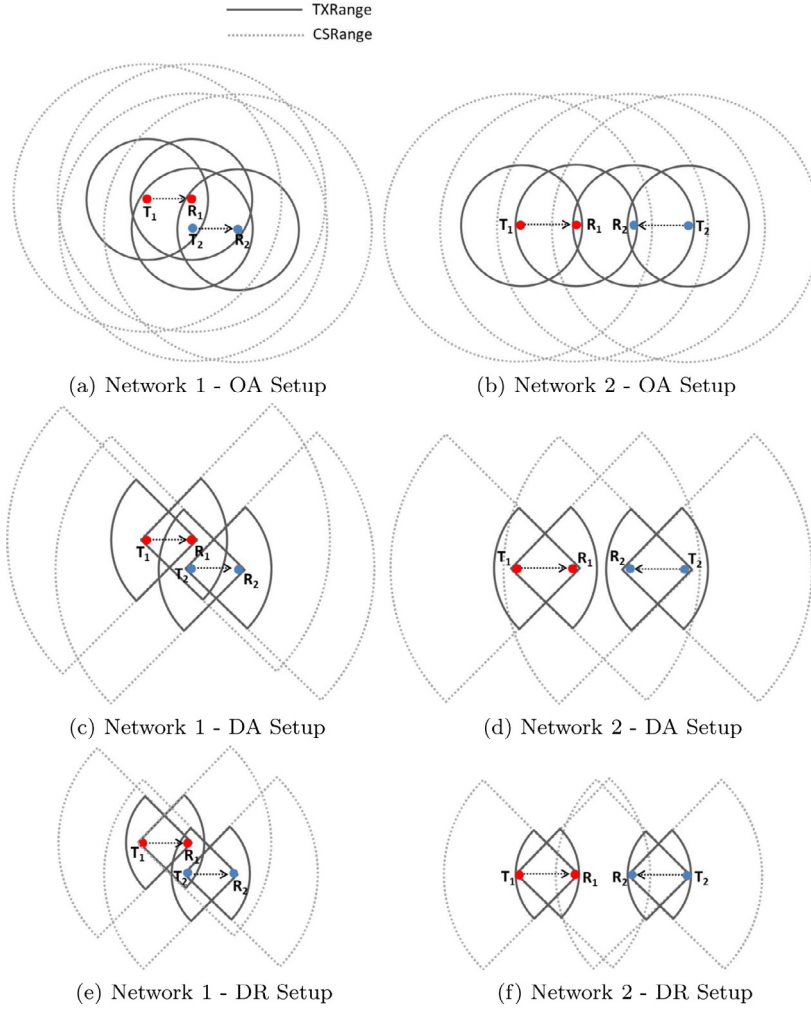 TXRange
CSRange
T1 R1
T2 R2
T1 R1 R2 T2
(a) Network 1 - OA Setup
(b) Network 2 - OA Setup
T1 R1
T2 R2
T1 R1 R2 T2
(c) Network 1 - DA Setup
(d) Network 2 - DA Setup
T1 R1
T2 R2
T1 R1 R2 T2
(e) Network 1 - DR Setup
(f) Network 2 - DR Setup